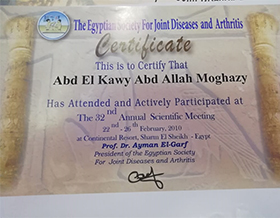 The Egyptian Society For Joint Diseases and Arthritis
Certificate
This is to Certify That
Abd El Kawy Abd Allah Moghazy
Has Attended and Actively Participated at
The 32nd Annual Scientific Meeting
22nd - 26th February, 2010
at Continental Resort, Sharm El Sheikh - Egypt
Prof. Dr. Ayman El-Garf
President of the Egyptian Society
For Joint Diseases and Arthritis